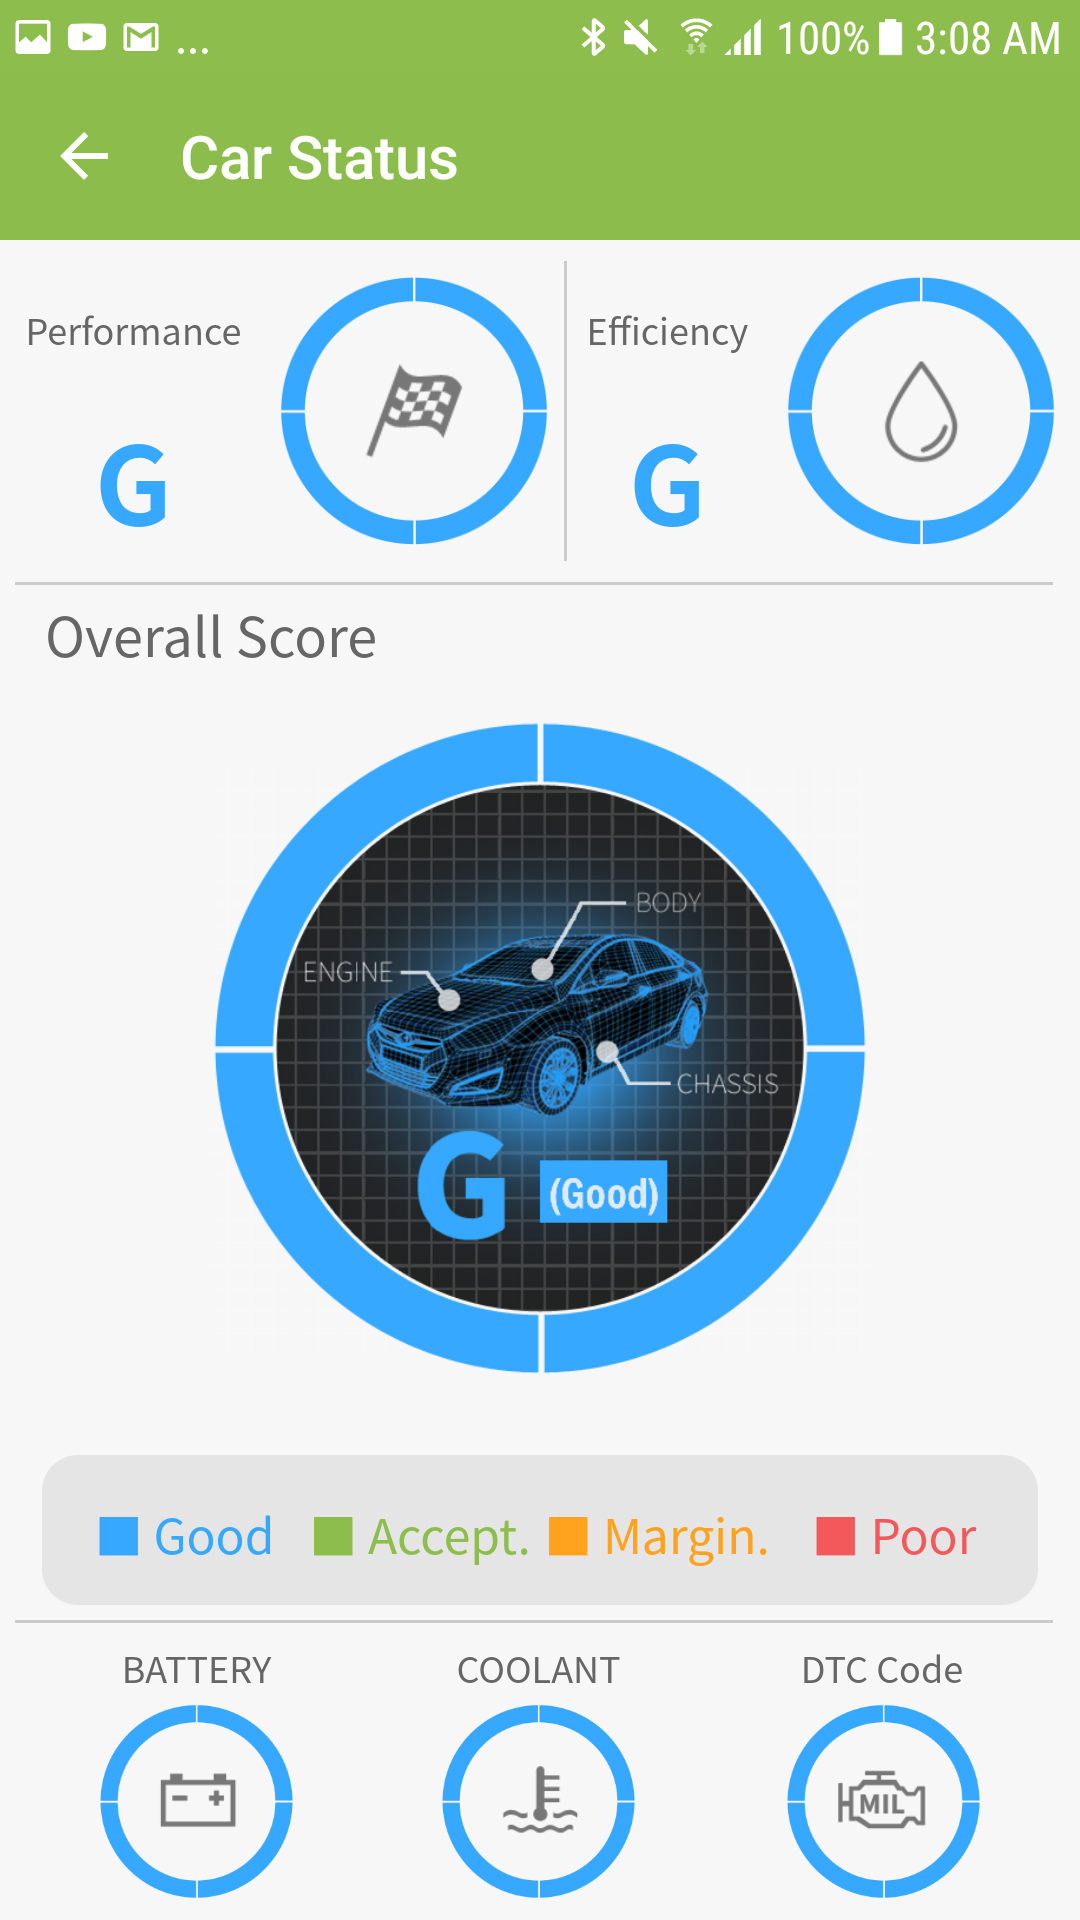 ... 100% 3:08 AM
Car Status
Performance
G
Efficiency
G
Overall Score
BODY
ENGINE
CHASSIS
G (Good)
Good Accept. Margin. Poor
BATTERY COOLANT DTC Code
MIL